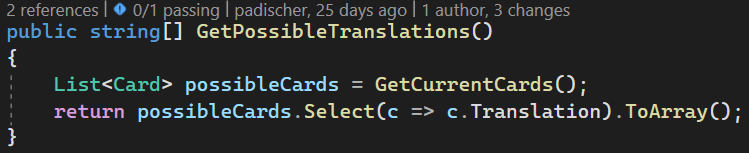 2 references | 0/1 passing | padischer, 25 days ago | 1 author, 3 changes
public string[] GetPossibleTranslations()
{
    List<Card> possibleCards = GetCurrentCards();
    return possibleCards.Select(c => c.Translation).ToArray();
}